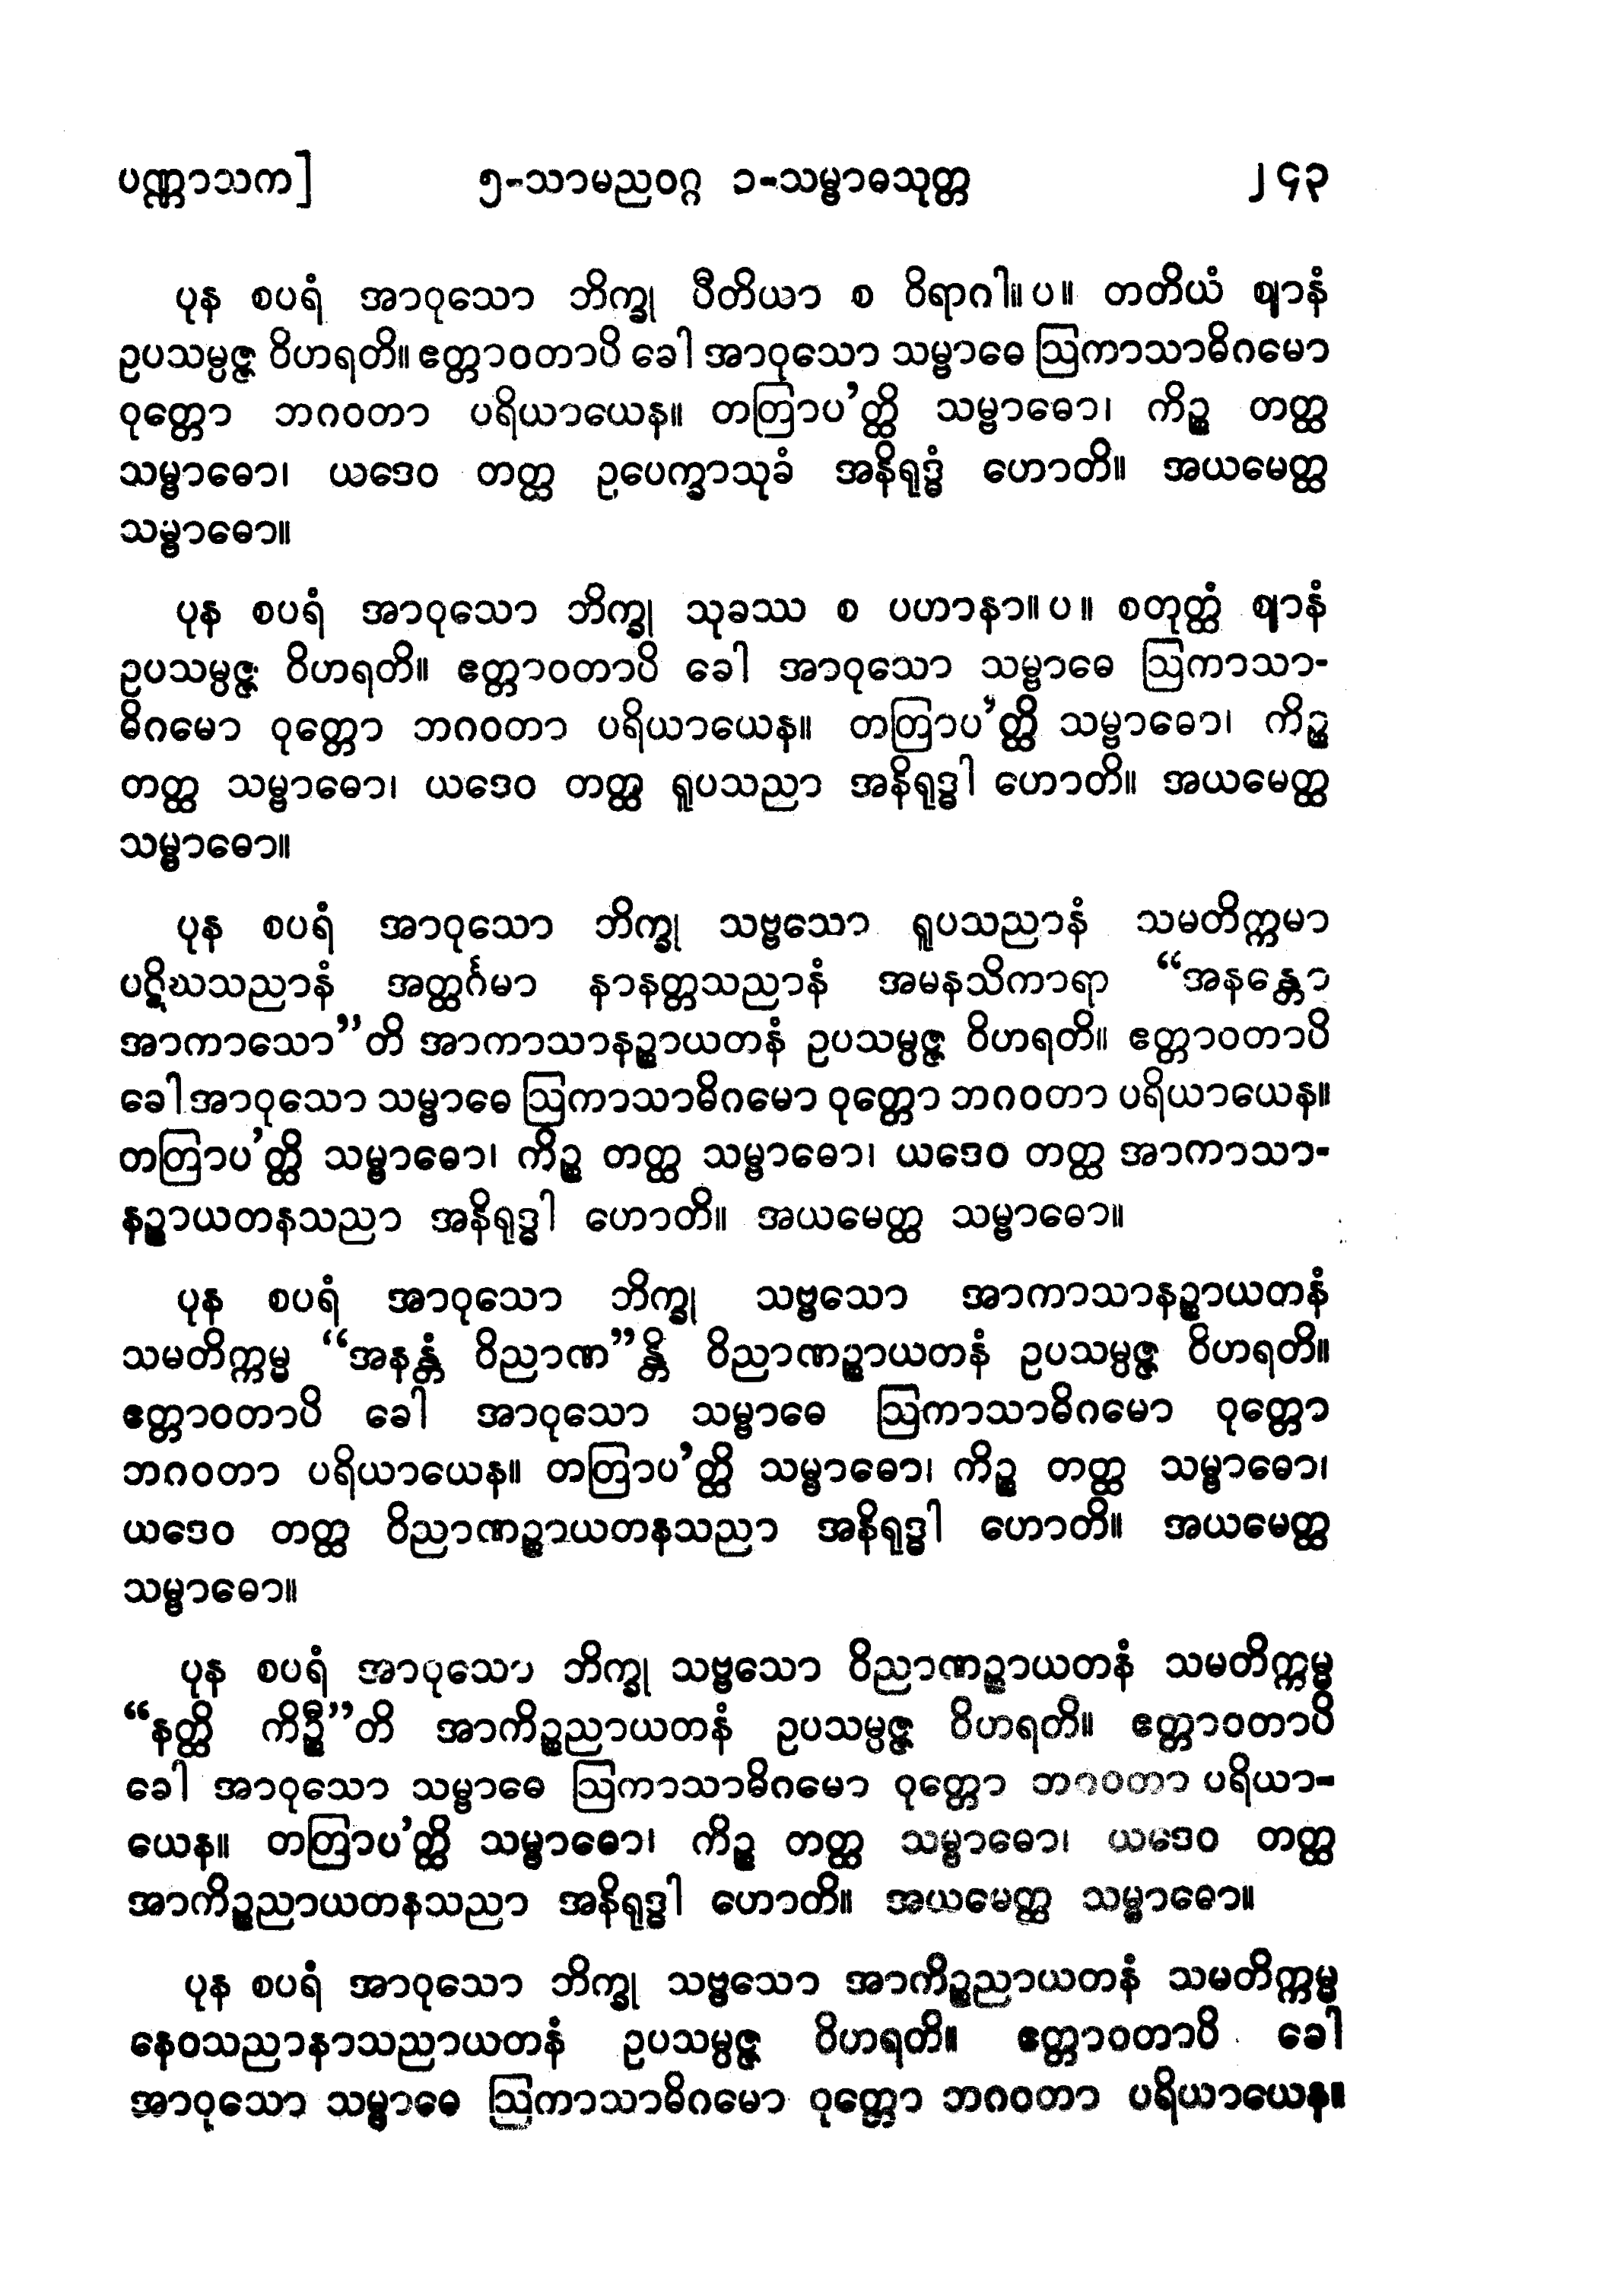 ပဏ္ဏာသက] ၅-သာမညဝဂ္ဂ ၁-သမ္ဗာဓသုတ္တ ၂၄၃
ပုန စပရံ အာဝုသော ဘိက္ခု ပီတိယာ စ ဝိရာဂါ။ပ။ တတိယံ ဈာနံ
ဥပသမ္ပဇ္ဇ ဝိဟရတိ။ ဧတ္တာဝတာပိ ခေါ အာဝုသော သမ္ဗာဓေ ဩကာသာဓိဂမော
ဝုတ္တော ဘဂဝတာ ပရိယာယေန။ တတြာပ’တ္ထိ သမ္ဗာဓော၊ ကိဉ္စ တတ္ထ
သမ္ဗာဓော၊ ယဒေဝ တတ္ထ ဥပေက္ခာသုခံ အနိရုဒ္ဓံ ဟောတိ။ အယမေတ္ထ
သမ္ဗာဓော။
ပုန စပရံ အာဝုသော ဘိက္ခု သုခဿ စ ပဟာနာ။ပ။ စတုတ္ထံ ဈာနံ
ဥပသမ္ပဇ္ဇ ဝိဟရတိ။ ဧတ္တာဝတာပိ ခေါ အာဝုသော သမ္ဗာဓေ ဩကာသာ-
ဓိဂမော ဝုတ္တော ဘဂဝတာ ပရိယာယေန။ တတြာပ’တ္ထိ သမ္ဗာဓော၊ ကိဉ္စ
တတ္ထ သမ္ဗာဓော၊ ယဒေဝ တတ္ထ ရူပသညာ အနိရုဒ္ဓါ ဟောတိ။ အယမေတ္ထ
သမ္ဗာဓော။
ပုန စပရံ အာဝုသော ဘိက္ခု သဗ္ဗသော ရူပသညာနံ သမတိက္ကမာ
ပဋိဃသညာနံ အတ္ထင်္ဂမာ နာနတ္တသညာနံ အမနသိကာရာ “အနန္တော
အာကာသော”တိ အာကာသာနဉ္စာယတနံ ဥပသမ္ပဇ္ဇ ဝိဟရတိ။ ဧတ္တာဝတာပိ
ခေါ အာဝုသော သမ္ဗာဓေ ဩကာသာဓိဂမော ဝုတ္တော ဘဂဝတာ ပရိယာယေန။
တတြာပ’တ္ထိ သမ္ဗာဓော၊ ကိဉ္စ တတ္ထ သမ္ဗာဓော၊ ယဒေဝ တတ္ထ အာကာသာ-
နဉ္စာယတနသညာ အနိရုဒ္ဓါ ဟောတိ။ အယမေတ္ထ သမ္ဗာဓော။
ပုန စပရံ အာဝုသော ဘိက္ခု သဗ္ဗသော အာကာသာနဉ္စာယတနံ
သမတိက္ကမ္မ “အနန္တံ ဝိညာဏ”န္တိ ဝိညာဏဉ္စာယတနံ ဥပသမ္ပဇ္ဇ ဝိဟရတိ။
ဧတ္တာဝတာပိ ခေါ အာဝုသော သမ္ဗာဓေ ဩကာသာဓိဂမော ဝုတ္တော
ဘဂဝတာ ပရိယာယေန။ တတြာပ’တ္ထိ သမ္ဗာဓော၊ ကိဉ္စ တတ္ထ သမ္ဗာဓော၊
ယဒေဝ တတ္ထ ဝိညာဏဉ္စာယတနသညာ အနိရုဒ္ဓါ ဟောတိ။ အယမေတ္ထ
သမ္ဗာဓော။
ပုန စပရံ အာဝုသော ဘိက္ခု သဗ္ဗသော ဝိညာဏဉ္စာယတနံ သမတိက္ကမ္မ
“နတ္ထိ ကိဉ္စီ”တိ အာကိဉ္စညာယတနံ ဥပသမ္ပဇ္ဇ ဝိဟရတိ။ ဧတ္တာဝတာပိ
ခေါ အာဝုသော သမ္ဗာဓေ ဩကာသာဓိဂမော ဝုတ္တော ဘဂဝတာ ပရိယာ-
ယေန။ တတြာပ’တ္ထိ သမ္ဗာဓော၊ ကိဉ္စ တတ္ထ သမ္ဗာဓော၊ ယဒေဝ တတ္ထ
အာကိဉ္စညာယတနသညာ အနိရုဒ္ဓါ ဟောတိ။ အယမေတ္ထ သမ္ဗာဓော။
ပုန စပရံ အာဝုသော ဘိက္ခု သဗ္ဗသော အာကိဉ္စညာယတနံ သမတိက္ကမ္မ
နေဝသညာနာသညာယတနံ ဥပသမ္ပဇ္ဇ ဝိဟရတိ။ ဧတ္တာဝတာပိ ခေါ
အာဝုသော သမ္ဗာဓေ ဩကာသာဓိဂမော ဝုတ္တော ဘဂဝတာ ပရိယာယေန။